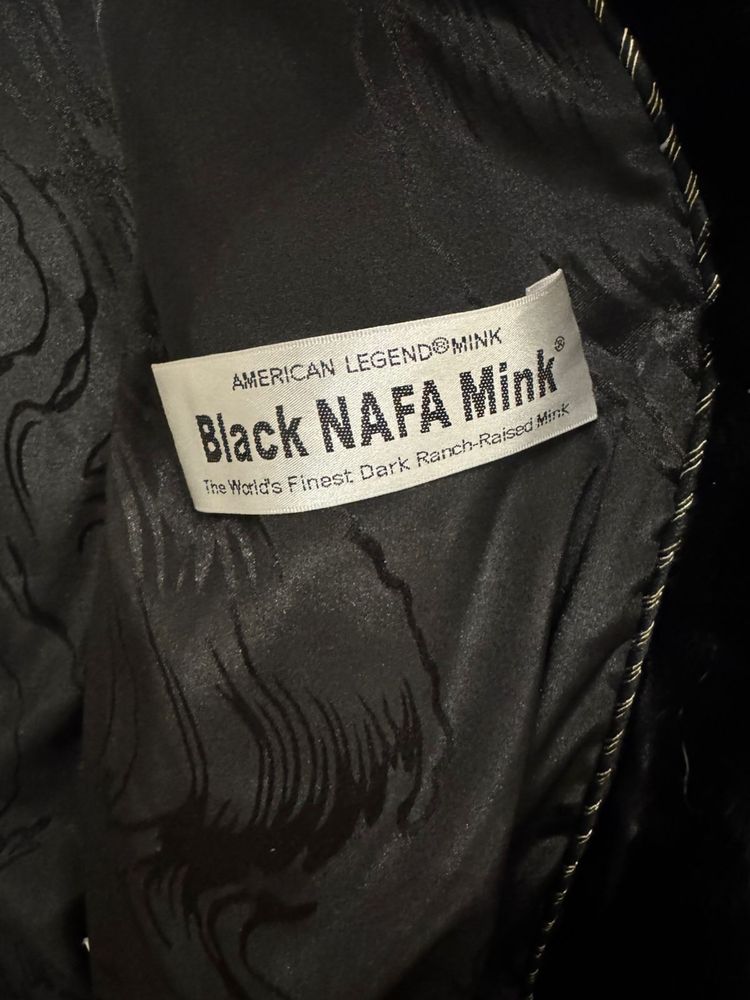 AMERICAN LEGEND®MINK
Black NAFA Mink®
The World's Finest Dark Ranch-Raised Mink